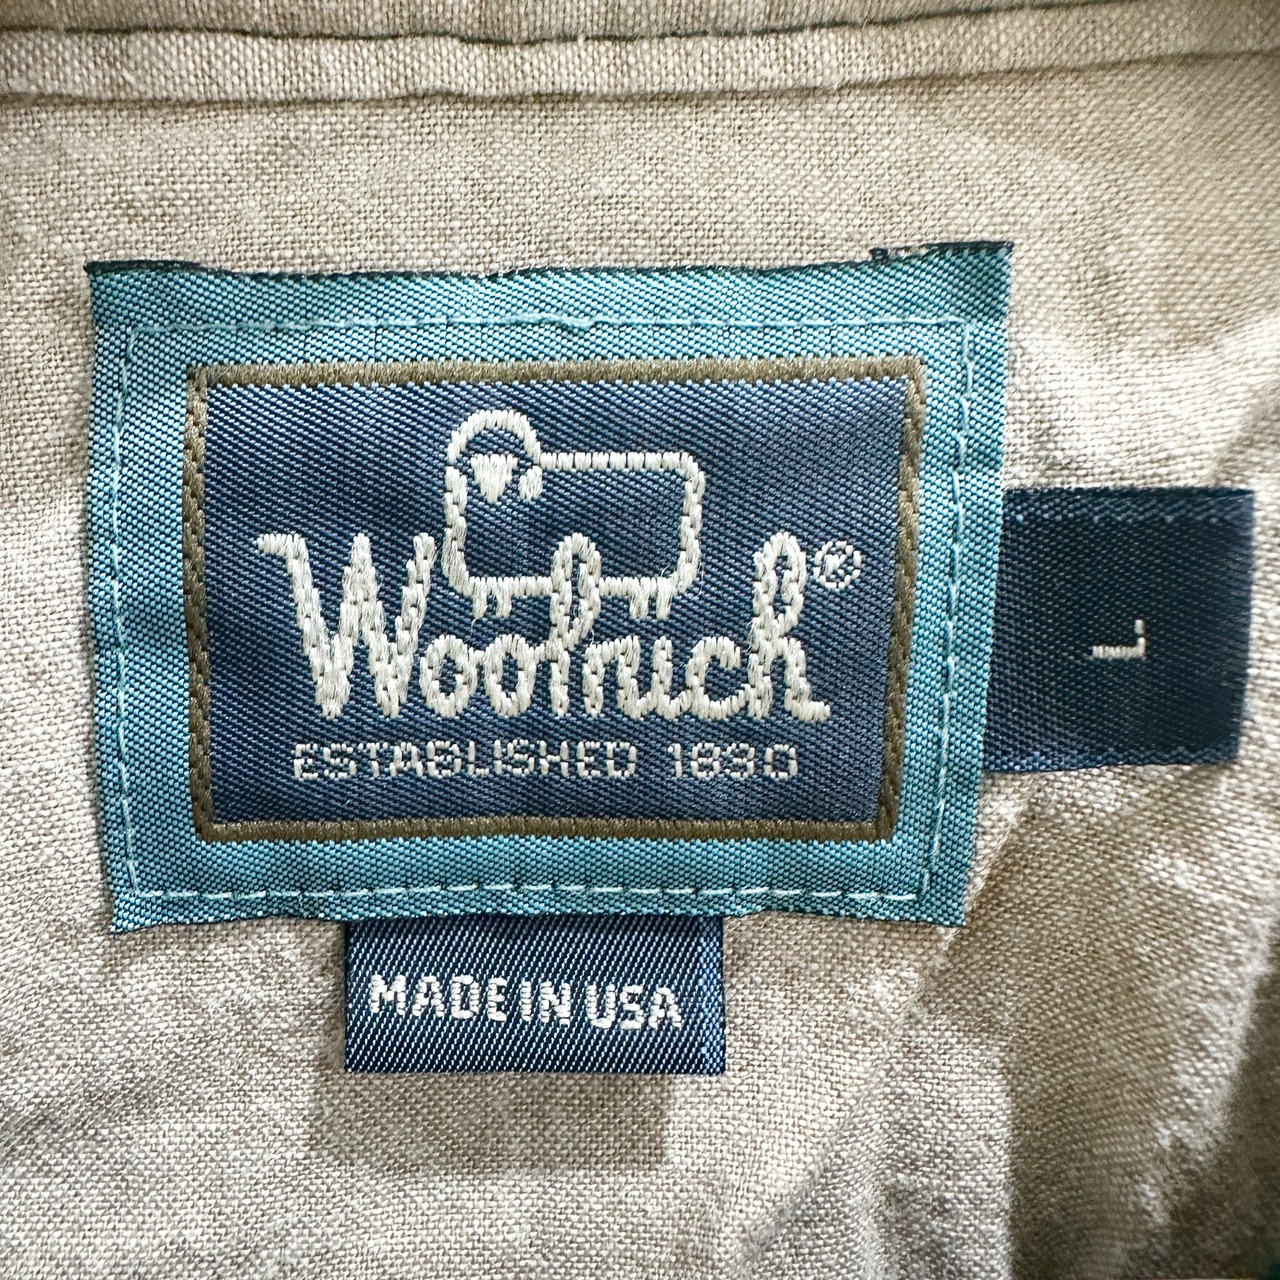 Woolrich®
ESTABLISHED 1830
L
MADE IN USA